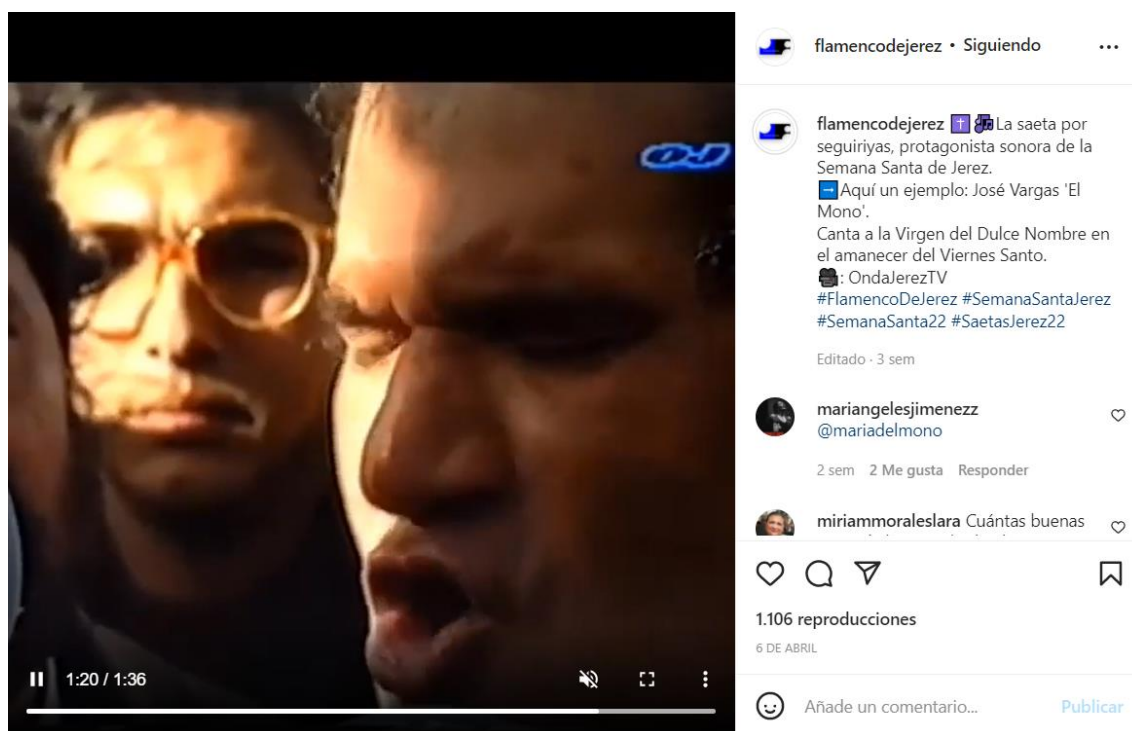 flamencodejerez • Siguiendo
flamencodejerez La saeta por
seguiriyas, protagonista sonora de la
Semana Santa de Jerez.
Aquí un ejemplo: José Vargas 'El
Mono'.
Canta a la Virgen del Dulce Nombre en
el amanecer del Viernes Santo.
: OndaJerezTV
#FlamencoDeJerez #SemanaSantaJerez
#SemanaSanta22 #SaetasJerez22
Editado · 3 sem
mariangelesjimenezz
@mariadelmono
2 sem 2 Me gusta Responder
miriammoraleslara Cuántas buenas
1.106 reproducciones
6 DE ABRIL
Añade un comentario... Publicar
OJ
1:20 / 1:36